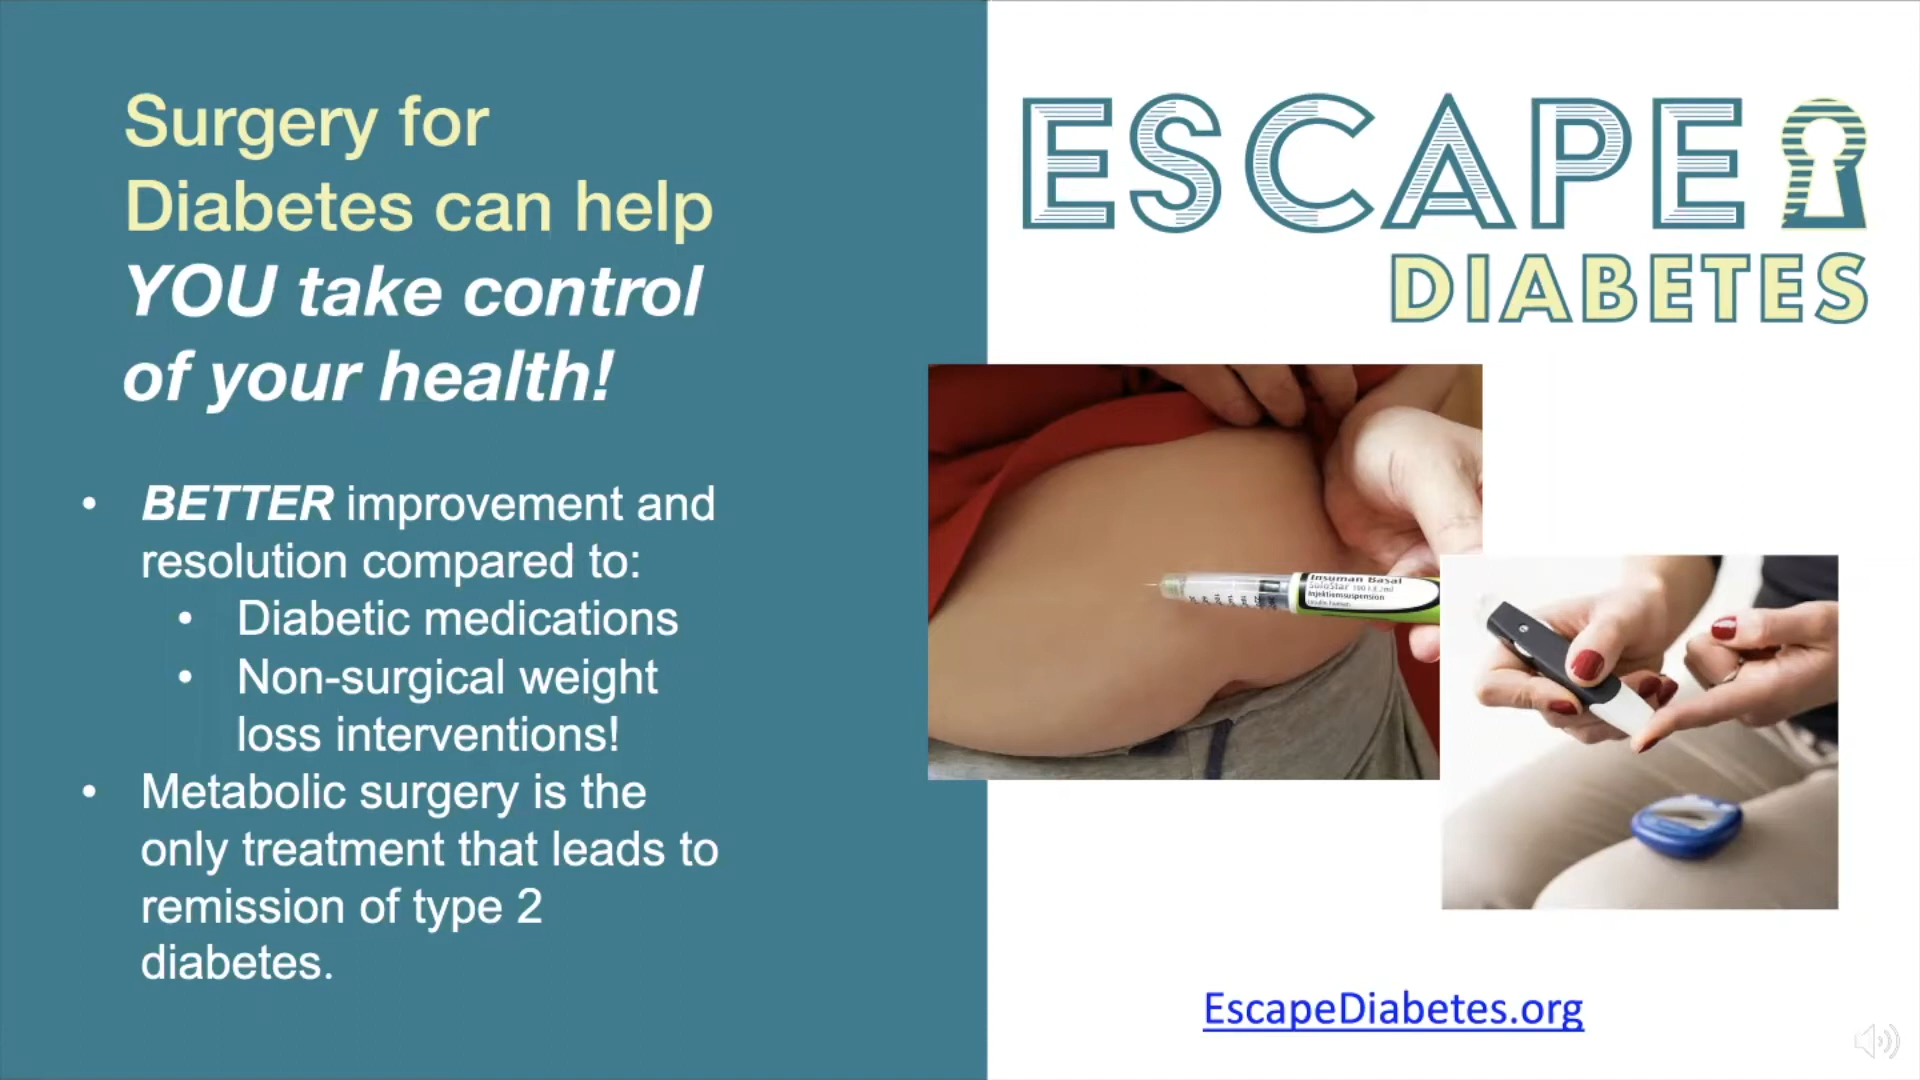 Surgery for
Diabetes can help
YOU take control
of your health!
• BETTER improvement and
resolution compared to:
• Diabetic medications
• Non-surgical weight
loss interventions!
• Metabolic surgery is the
only treatment that leads to
remission of type 2
diabetes.
ESCAPE
DIABETES
Insuman Basal
SoloStar
Injektionssuspension
EscapeDiabetes.org